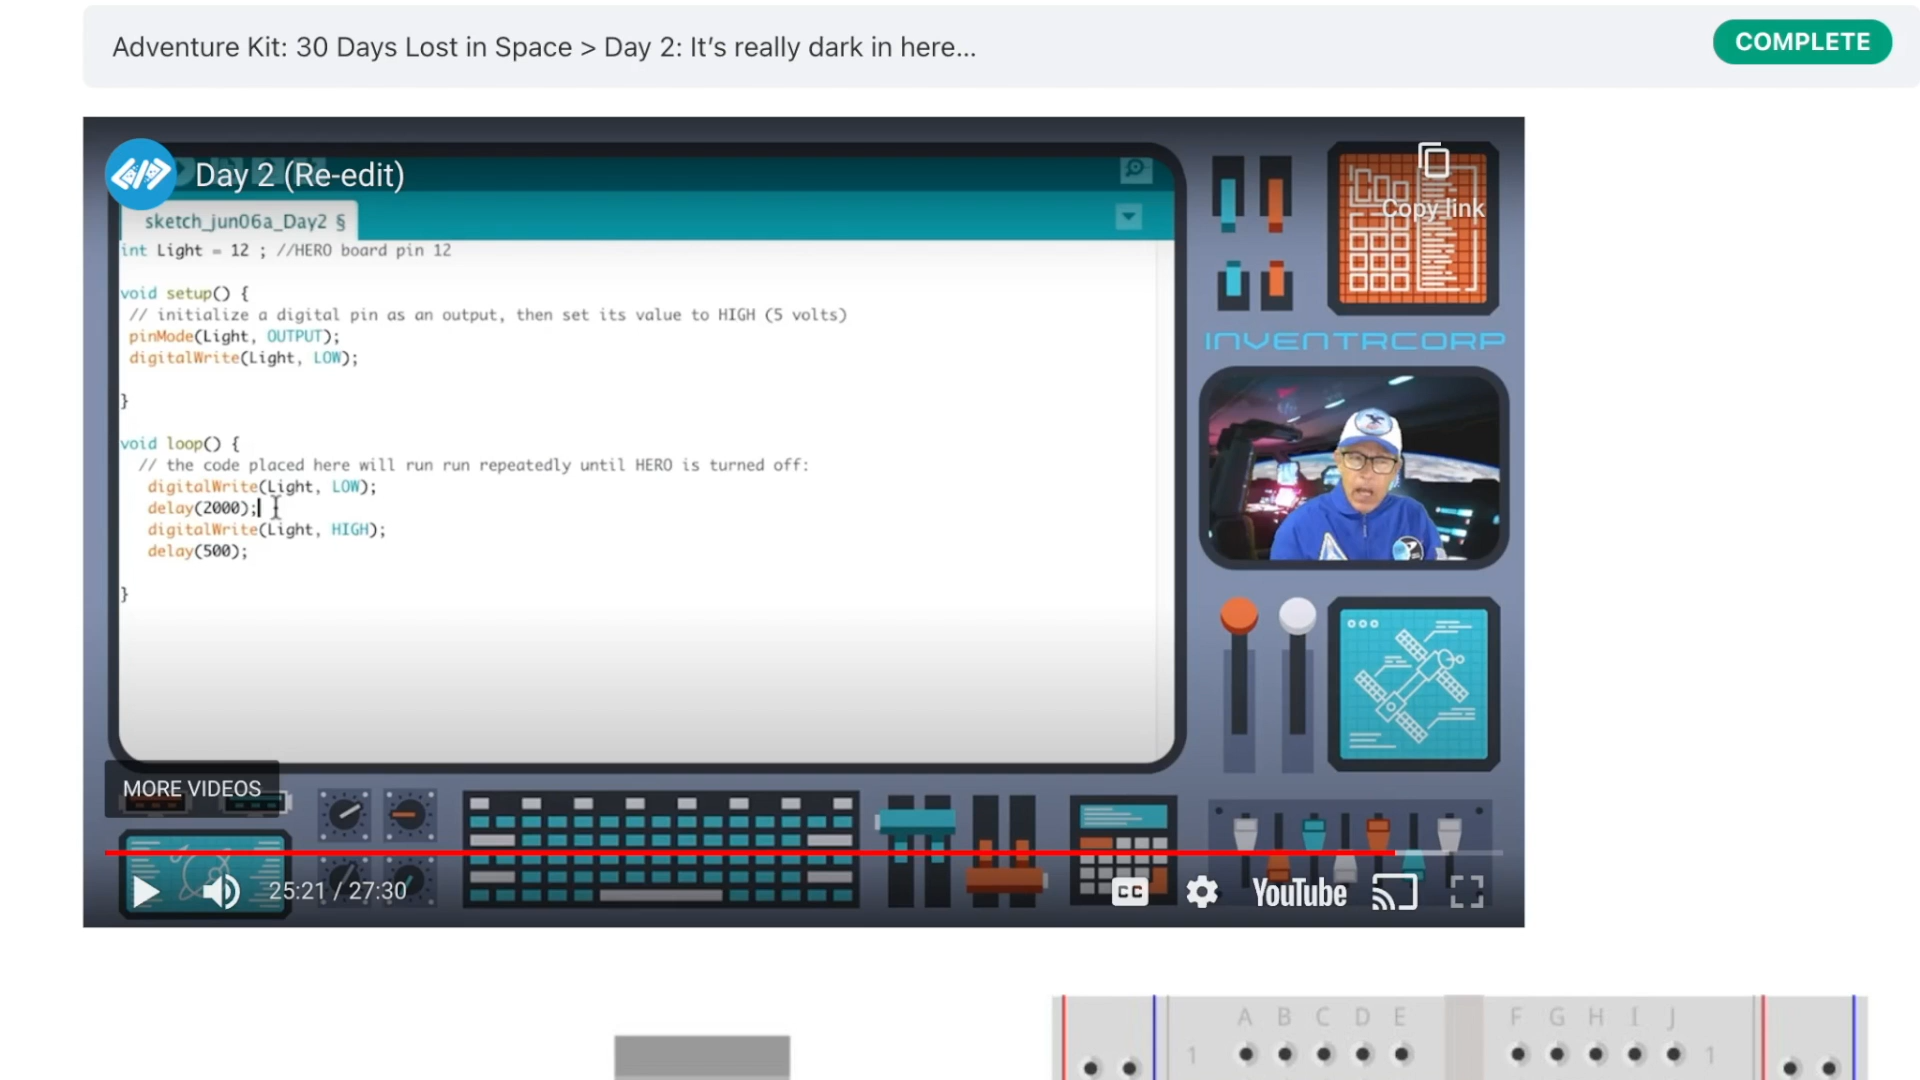 Adventure Kit: 30 Days Lost in Space > Day 2: It’s really dark in here...
COMPLETE
Day 2 (Re-edit)
Copy link
sketch_jun06a_Day2 §
int Light = 12 ; //HERO board pin 12
void setup() {
// initialize a digital pin as an output, then set its value to HIGH (5 volts)
pinMode(Light, OUTPUT);
digitalWrite(Light, LOW);
}
void loop() {
// the code placed here will run run repeatedly until HERO is turned off:
digitalWrite(Light, LOW);
delay(2000);
digitalWrite(Light, HIGH);
delay(500);
}
INVENTRCORP
MORE VIDEOS
25:21 / 27:30
CC
YouTube
A B C D E F G H I J
1 1